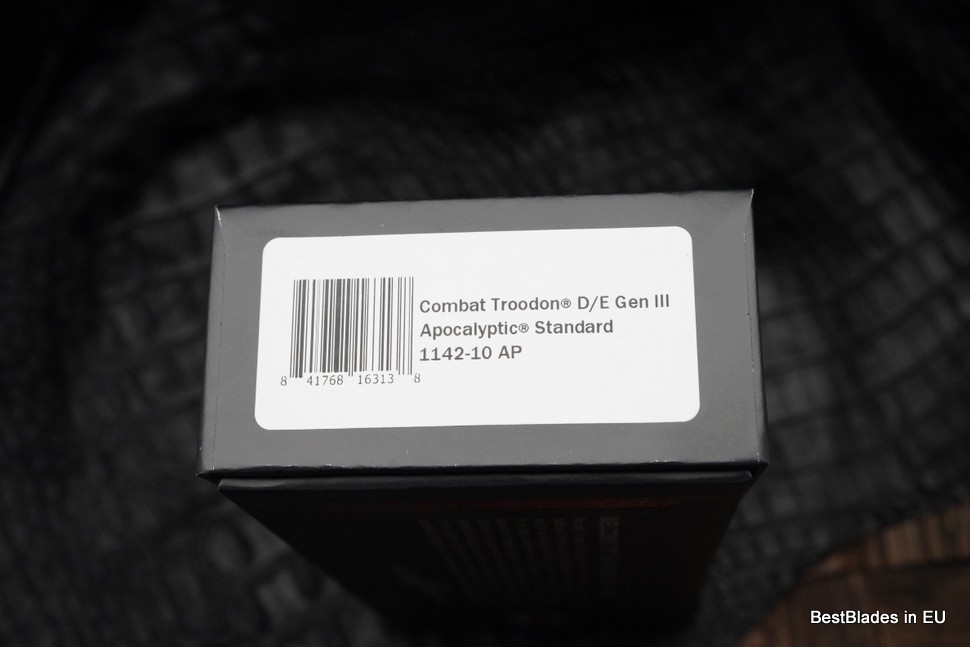 Combat Troodon® D/E Gen III
Apocalyptic® Standard
1142-10 AP
8 41768 16313 8
BestBlades in EU